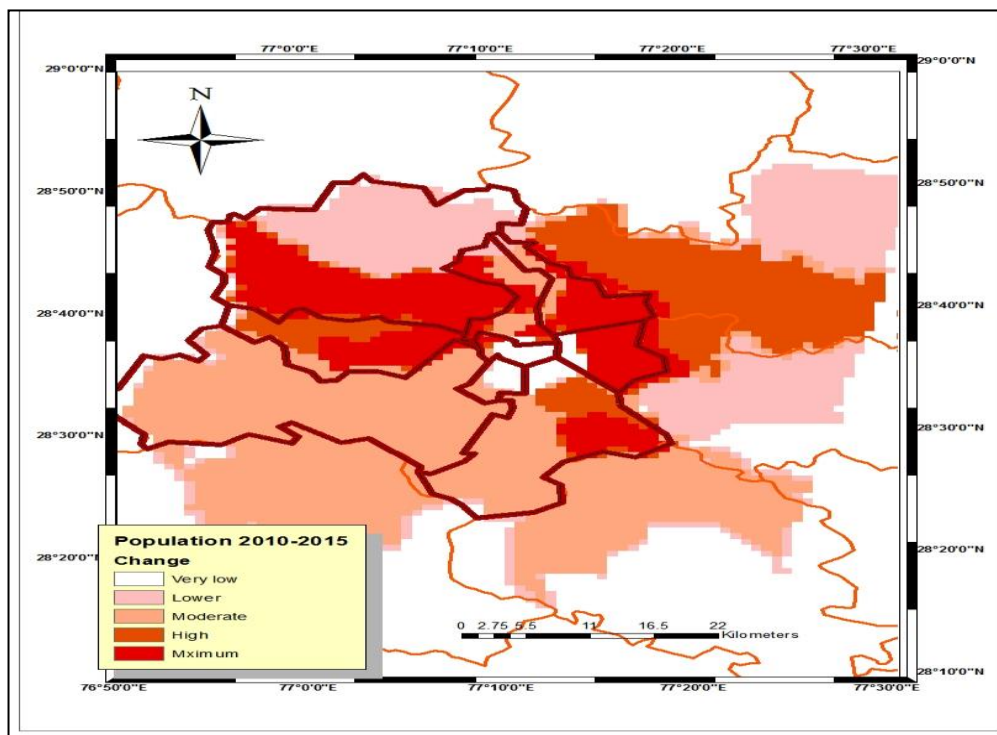 77°0'0"E 77°10'0"E 77°20'0"E 77°30'0"E
29°0'0"N 29°0'0"N
N
28°50'0"N 28°50'0"N
28°40'0"N 28°40'0"N
28°30'0"N 28°30'0"N
28°20'0"N 28°20'0"N
28°10'0"N
Population 2010-2015
Change
Very low
Lower
Moderate
High
Mximum
0 2.75 5.5 11 16.5 22
Kilometers
76°50'0"E 77°0'0"E 77°10'0"E 77°20'0"E 77°30'0"E